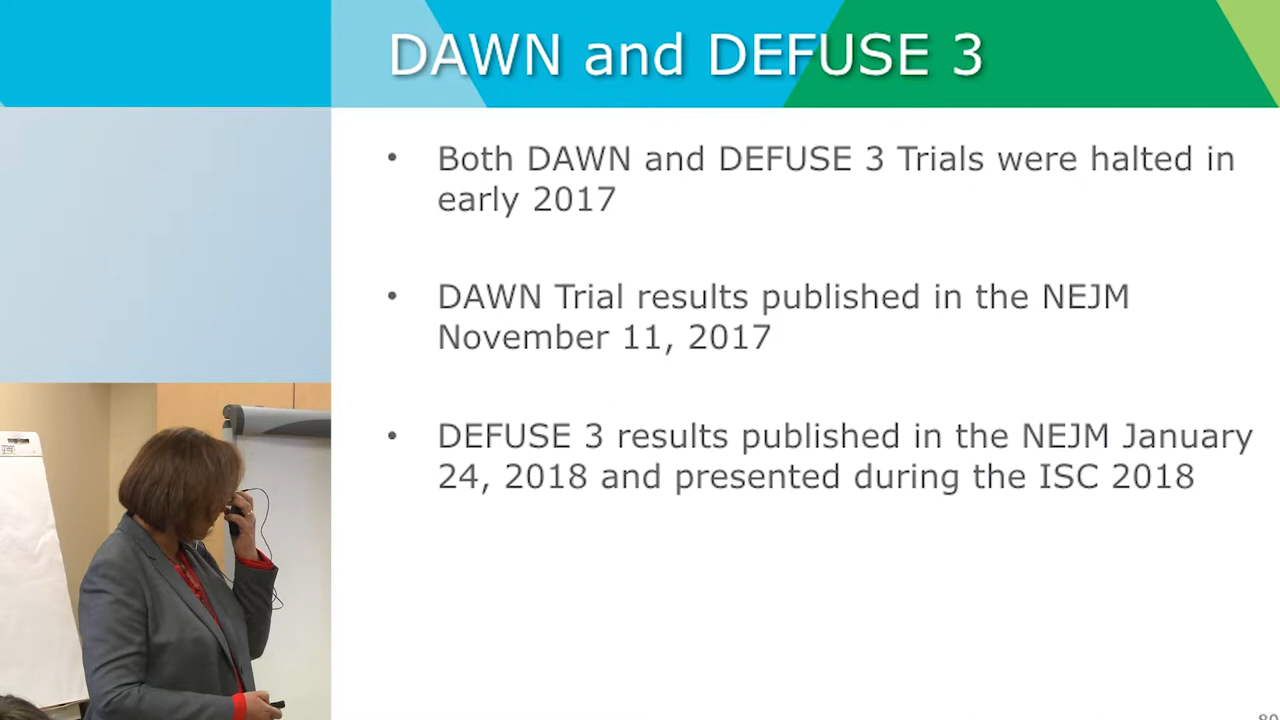 DAWN and DEFUSE 3
• Both DAWN and DEFUSE 3 Trials were halted in
early 2017
• DAWN Trial results published in the NEJM
November 11, 2017
• DEFUSE 3 results published in the NEJM January
24, 2018 and presented during the ISC 2018
green